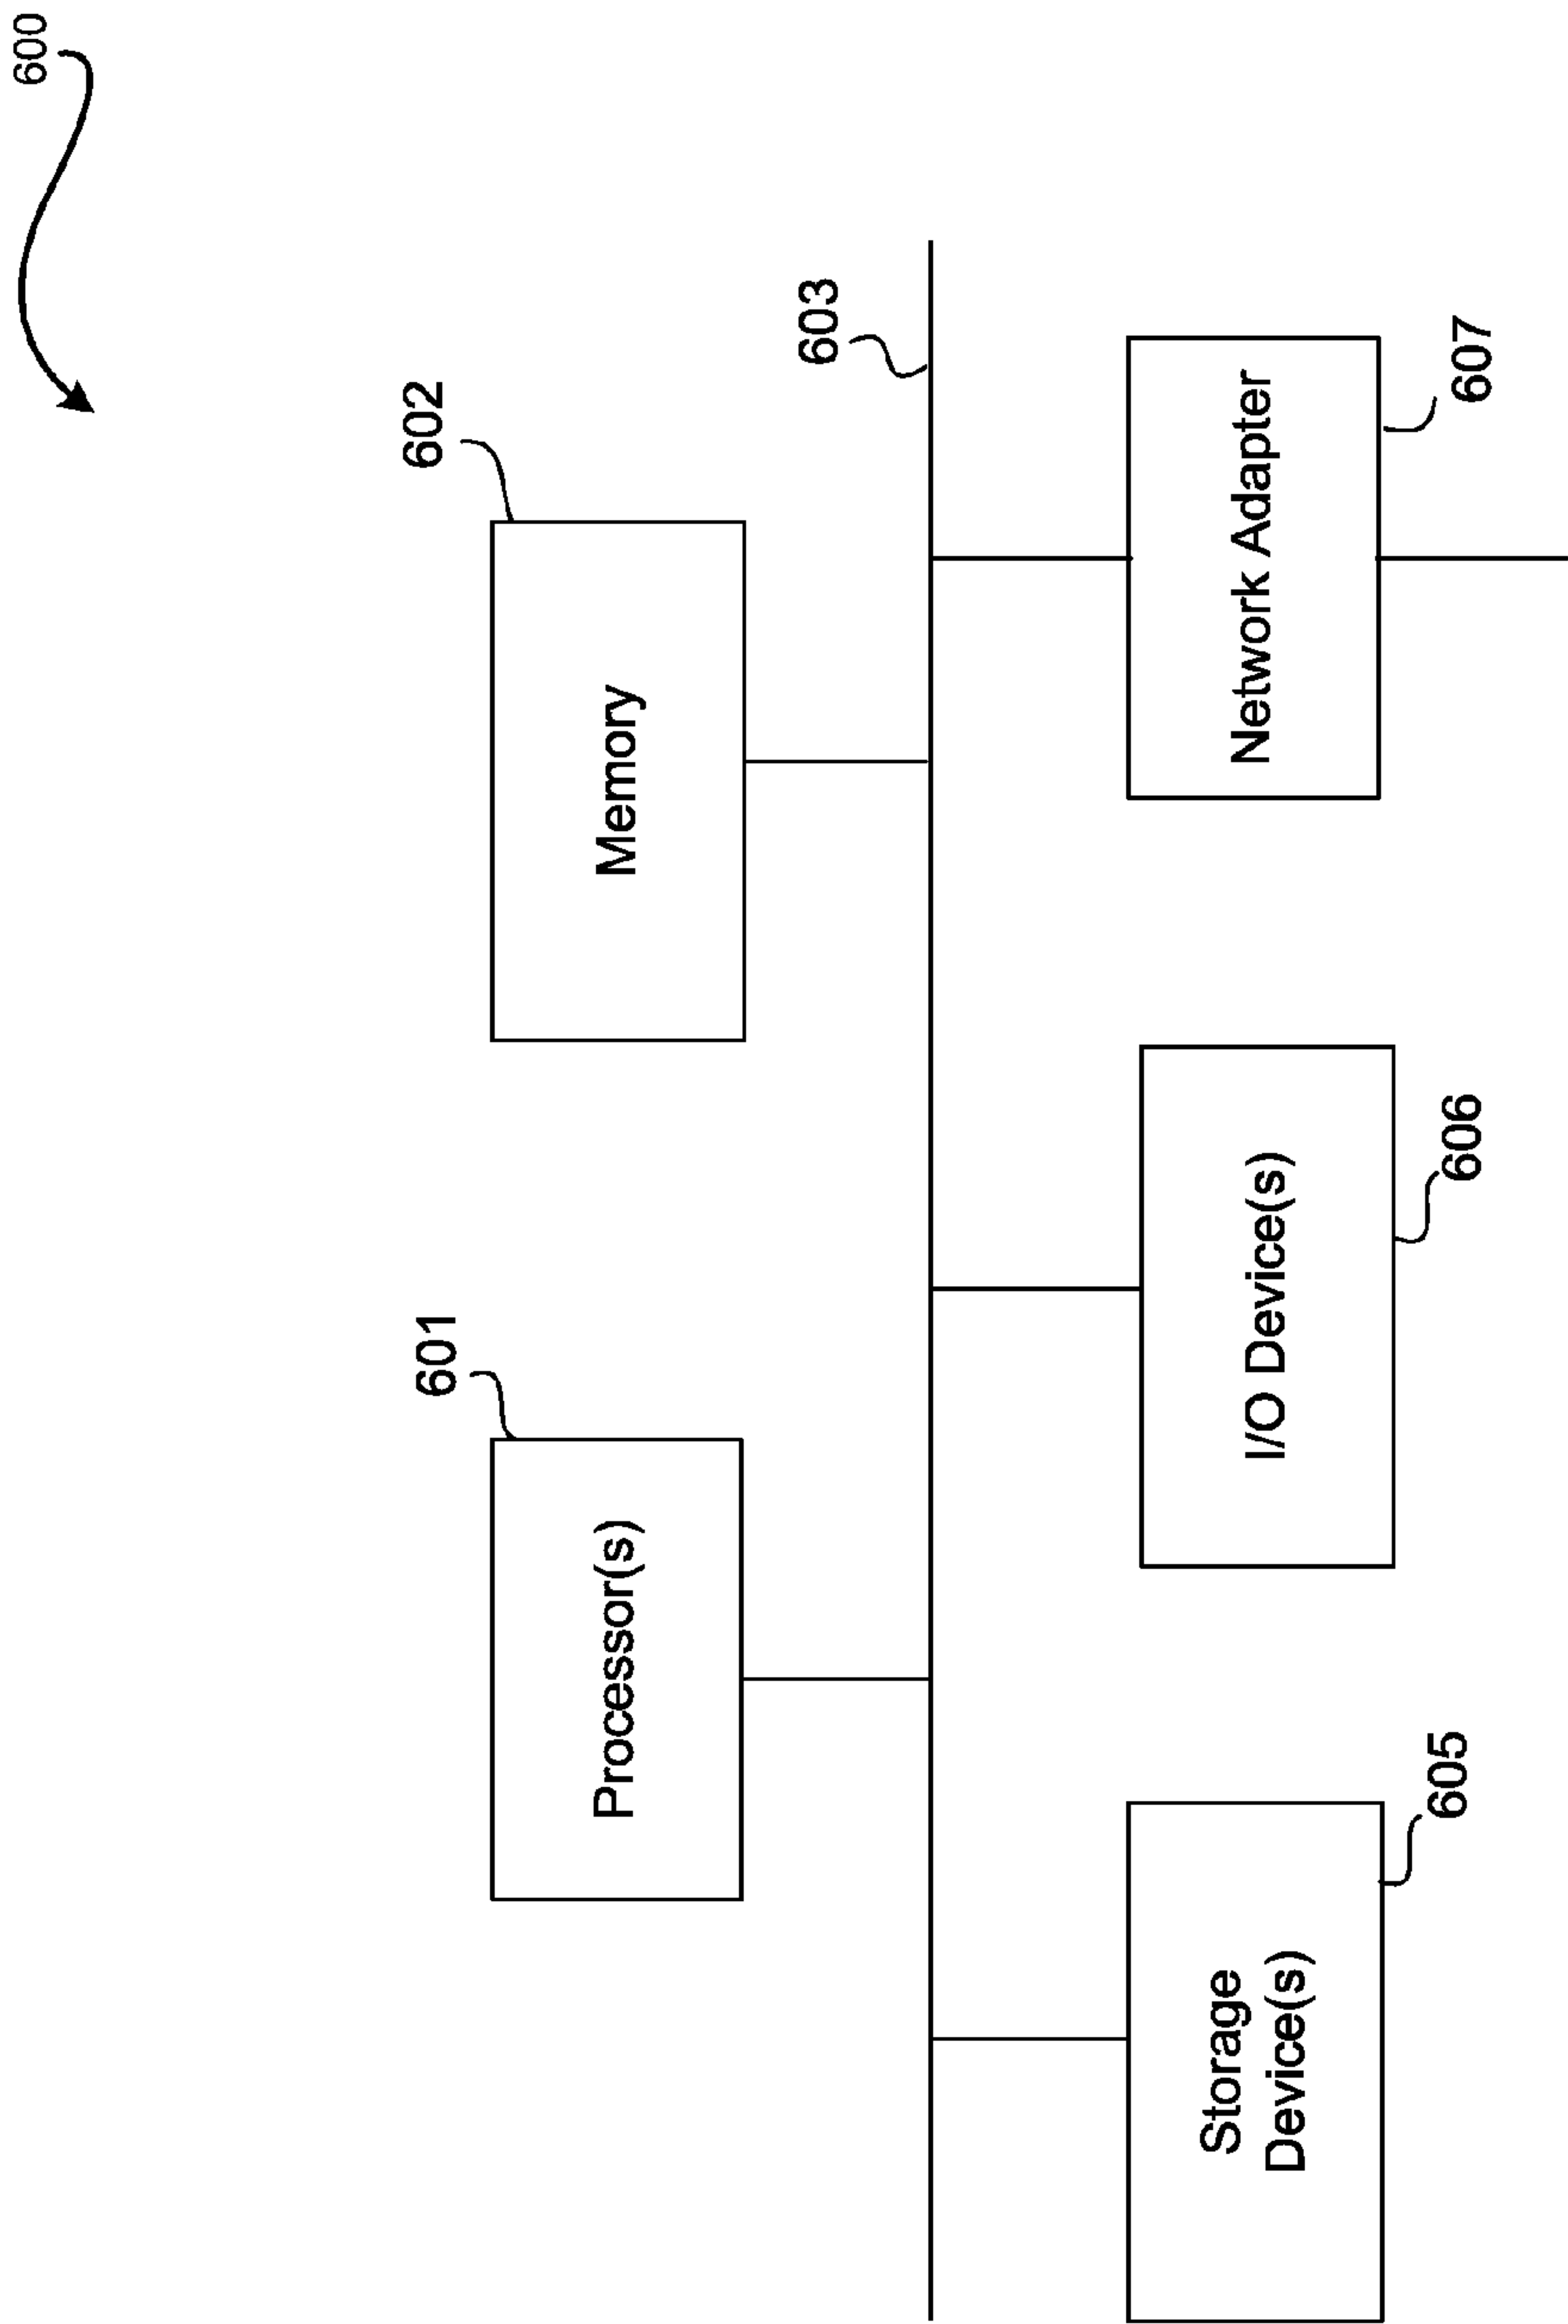 600
601
Processor(s)
602
Memory
603
Storage
Device(s)
605
I/O Device(s)
606
Network Adapter
607